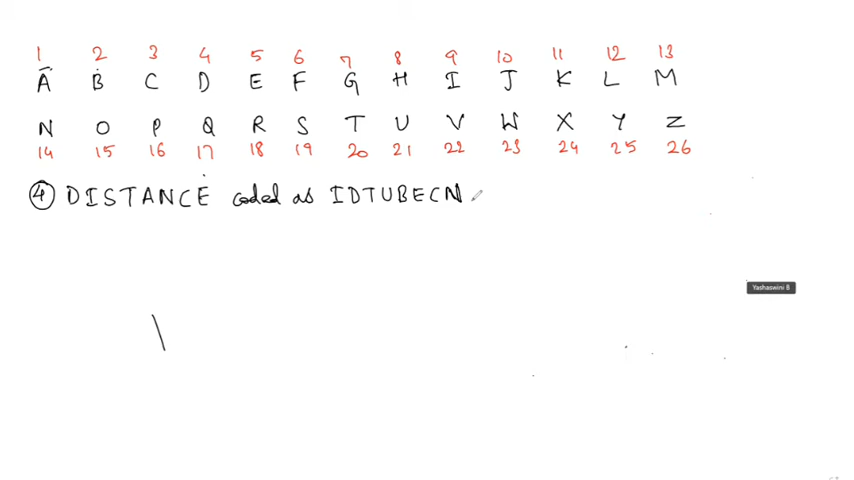 1 2 3 4 5 6 7 8 9 10 11 12 13
A B C D E F G H I J K L M
N O P Q R S T U V W X Y Z
14 15 16 17 18 19 20 21 22 23 24 25 26
4 DISTANCE coded as IDTUBECN
Yashaswini B